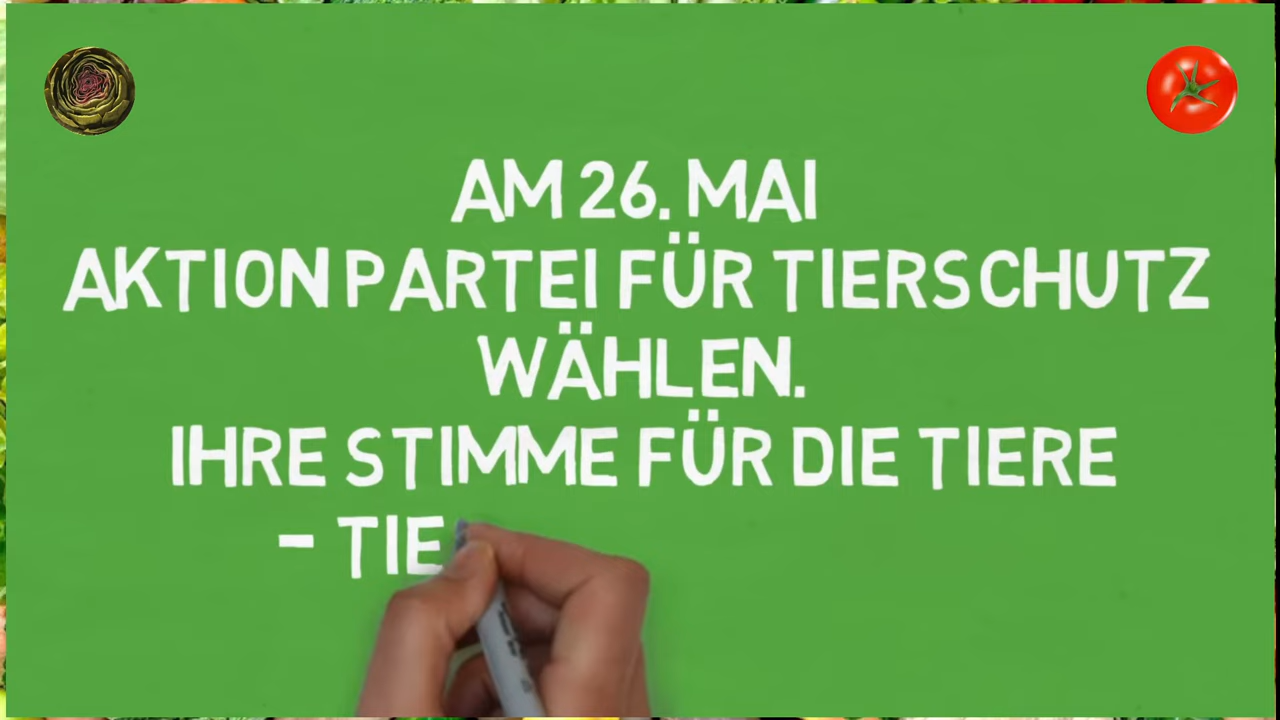 AM 26. MAI
AKTION PARTEI FÜR TIERSCHUTZ
WÄHLEN.
IHRE STIMME FÜR DIE TIERE
- TIE